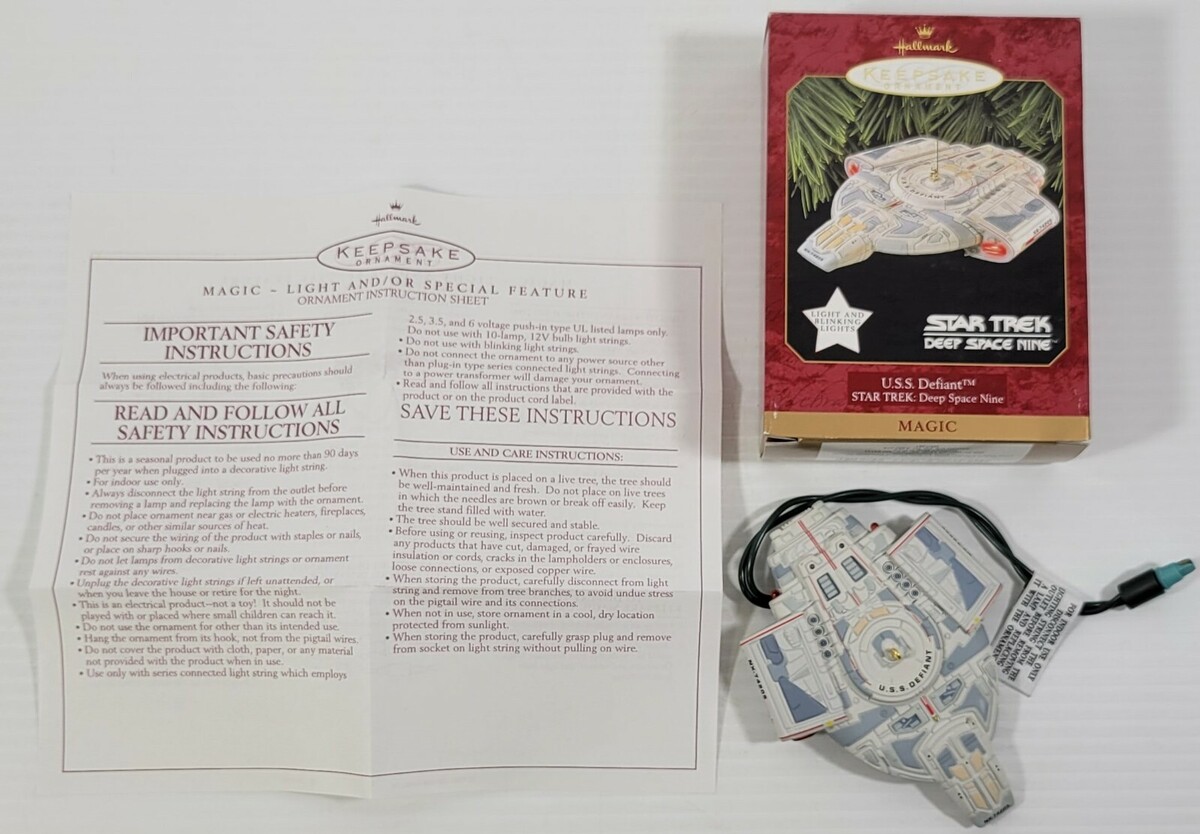 Hallmark
KEEPSAKE
ORNAMENT
MAGIC ~ LIGHT AND/OR SPECIAL FEATURE
ORNAMENT INSTRUCTION SHEET
IMPORTANT SAFETY
INSTRUCTIONS
When using electrical products, basic precautions should
always be followed including the following:
READ AND FOLLOW ALL
SAFETY INSTRUCTIONS
• This is a seasonal product to be used no more than 90 days
per year when plugged into a decorative light string.
• For indoor use only.
• Always disconnect the light string from the outlet before
removing a lamp and replacing the lamp with the ornament.
• Do not place ornament near gas or electric heaters, fireplaces,
candles, or other similar sources of heat.
• Do not secure the wiring of the product with staples or nails,
or place on sharp hooks or nails.
• Do not let lamps from decorative light strings or ornament
rest against any wires.
• Unplug the decorative light strings if left unattended, or
when you leave the house or retire for the night.
• This is an electrical product—not a toy! It should not be
played with or placed where small children can reach it.
• Do not use the ornament for other than its intended use.
• Hang the ornament from its hook, not from the pigtail wires.
• Do not cover the product with cloth, paper, or any material
not provided with the product when in use.
• Use only with series connected light string which employs
2.5, 3.5, and 6 voltage push-in type UL listed lamps only.
Do not use with 10-lamp, 12V bulb light strings.
• Do not use with blinking light strings.
• Do not connect the ornament to any power source other
than plug-in type series connected light strings. Connecting
to a power transformer will damage your ornament.
• Read and follow all instructions that are provided with the
product or on the product cord label.
SAVE THESE INSTRUCTIONS
USE AND CARE INSTRUCTIONS:
• When this product is placed on a live tree, the tree should
be well-maintained and fresh. Do not place on live trees
in which the needles are brown or break off easily. Keep
the tree stand filled with water.
• The tree should be well secured and stable.
• Before using or reusing, inspect product carefully. Discard
any products that have cut, damaged, or frayed wire
insulation or cords, cracks in the lampholders or enclosures,
loose connections, or exposed copper wire.
• When storing the product, carefully disconnect from light
string and remove from tree branches, to avoid undue stress
on the pigtail wire and its connections.
• When not in use, store ornament in a cool, dry location
protected from sunlight.
• When storing the product, carefully grasp plug and remove
from socket on light string without pulling on wire.
Hallmark
KEEPSAKE
ORNAMENT
LIGHT AND
BLINKING
LIGHTS
STAR TREK
DEEP SPACE NINE™
U.S.S. Defiant™
STAR TREK: Deep Space Nine
MAGIC
U.S.S. DEFIANT
NX-74205
FOR INDOOR USE ONLY